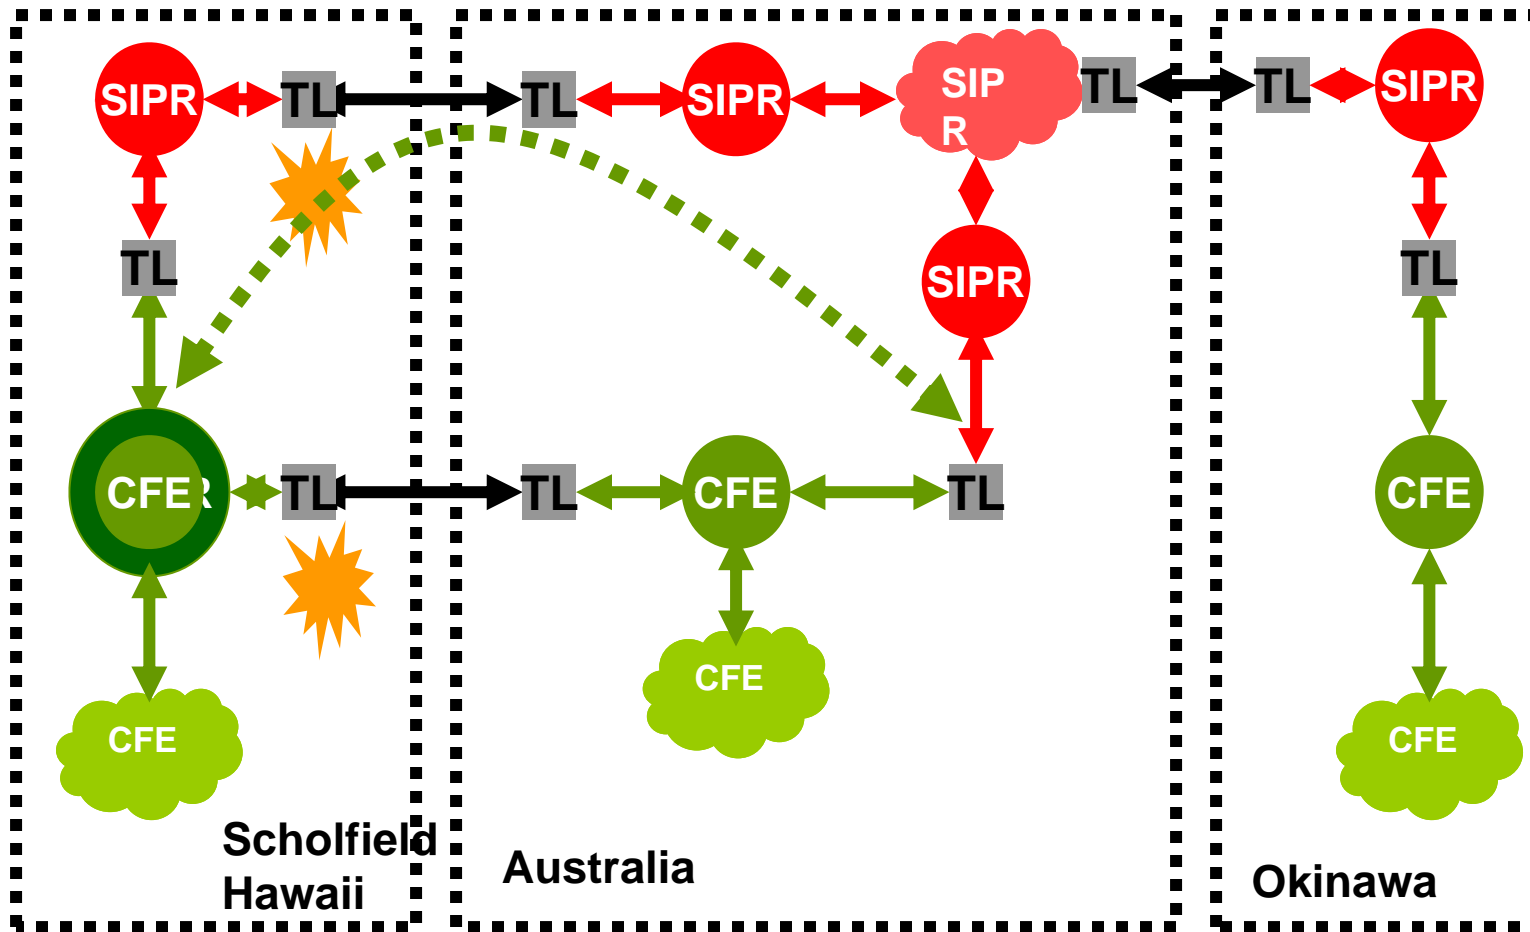 SIPR
TL
TL
SIPR
SIP
R
TL
TL
SIPR
TL
SIPR
TL
CFE
TL
TL
CFE
TL
CFE
CFE
CFE
CFE
Scholfield
Hawaii
Australia
Okinawa